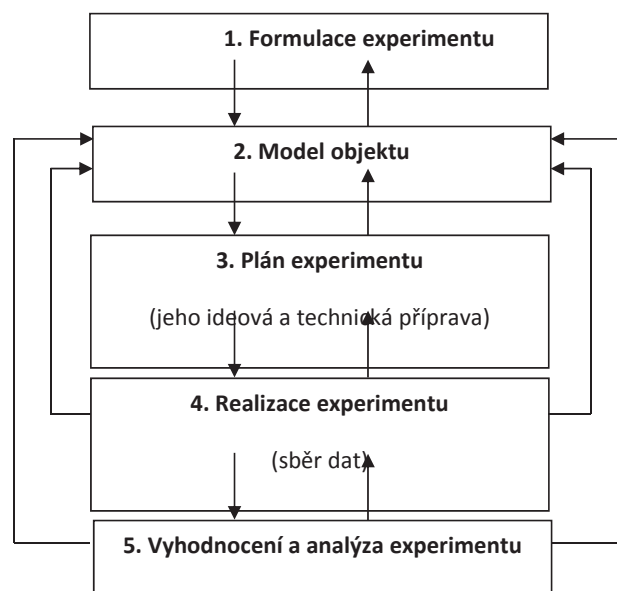 1. Formulace experimentu
2. Model objektu
3. Plán experimentu
(jeho ideová a technická příprava)
4. Realizace experimentu
(sběr dat)
5. Vyhodnocení a analýza experimentu